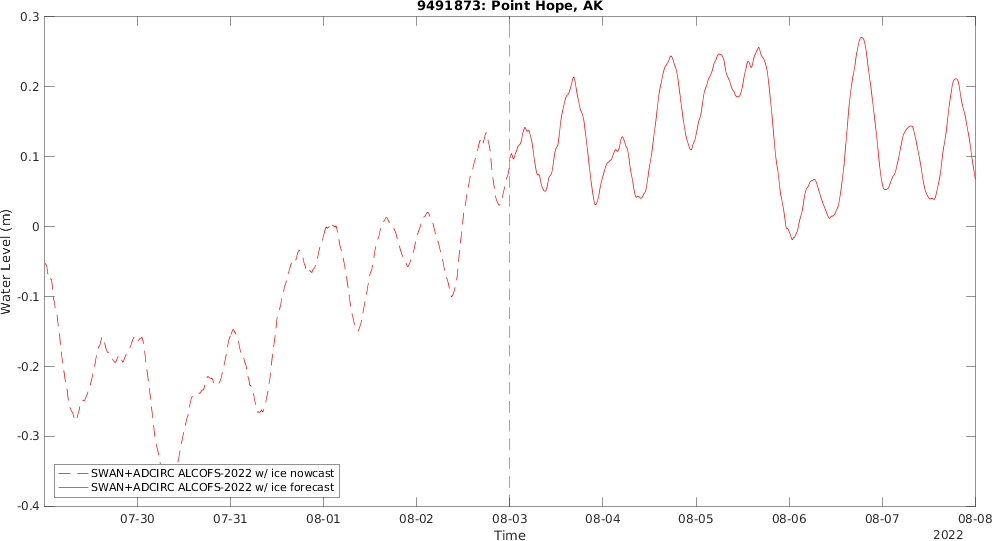 9491873: Point Hope, AK
0.3
0.2
0.1
0
-0.1
-0.2
-0.3
-0.4
Water Level (m)
SWAN+ADCIRC ALCOFS-2022 w/ ice nowcast
SWAN+ADCIRC ALCOFS-2022 w/ ice forecast
07-30 07-31 08-01 08-02 08-03 08-04 08-05 08-06 08-07 08-08
Time
2022